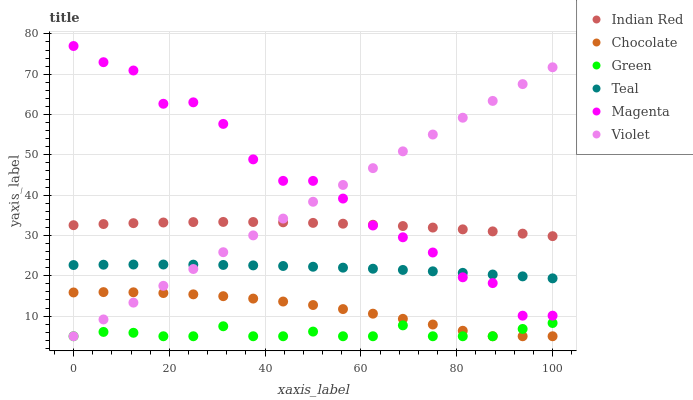 title
80
70
60
50
40
30
20
10
0
20
40
60
80
100
xaxis_label
yaxis_label
Indian Red
Chocolate
Green
Teal
Magenta
Violet